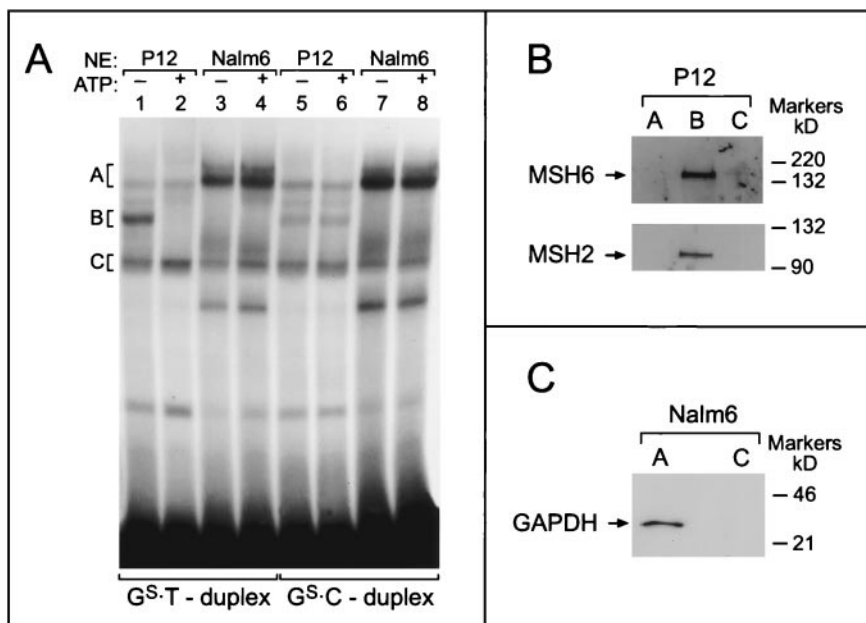 A
NE: P12 Nalm6 P12 Nalm6
ATP: – + – + – + – +
1 2 3 4 5 6 7 8
A
B
C
GS·T - duplex GS·C - duplex
B
P12
A B C
Markers
kD
MSH6
– 220
– 132
MSH2
– 132
– 90
C
Nalm6
A C
Markers
kD
GAPDH
– 46
– 21